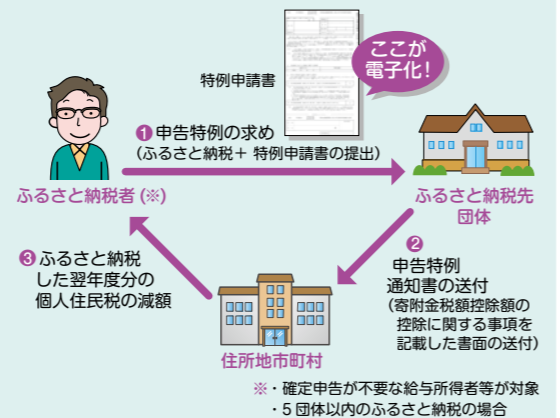 特例申請書
ここが
電子化！
❶申告特例の求め
（ふるさと納税＋ 特例申請書の提出）
ふるさと納税者（※）
ふるさと納税先
団体
❷
申告特例
通知書の送付
（寄附金税額控除額の
控除に関する事項を
記載した書面の送付）
❸ふるさと納税
した翌年度分の
個人住民税の減額
住所地市町村
※・確定申告が不要な給与所得者等が対象
・5団体以内のふるさと納税の場合